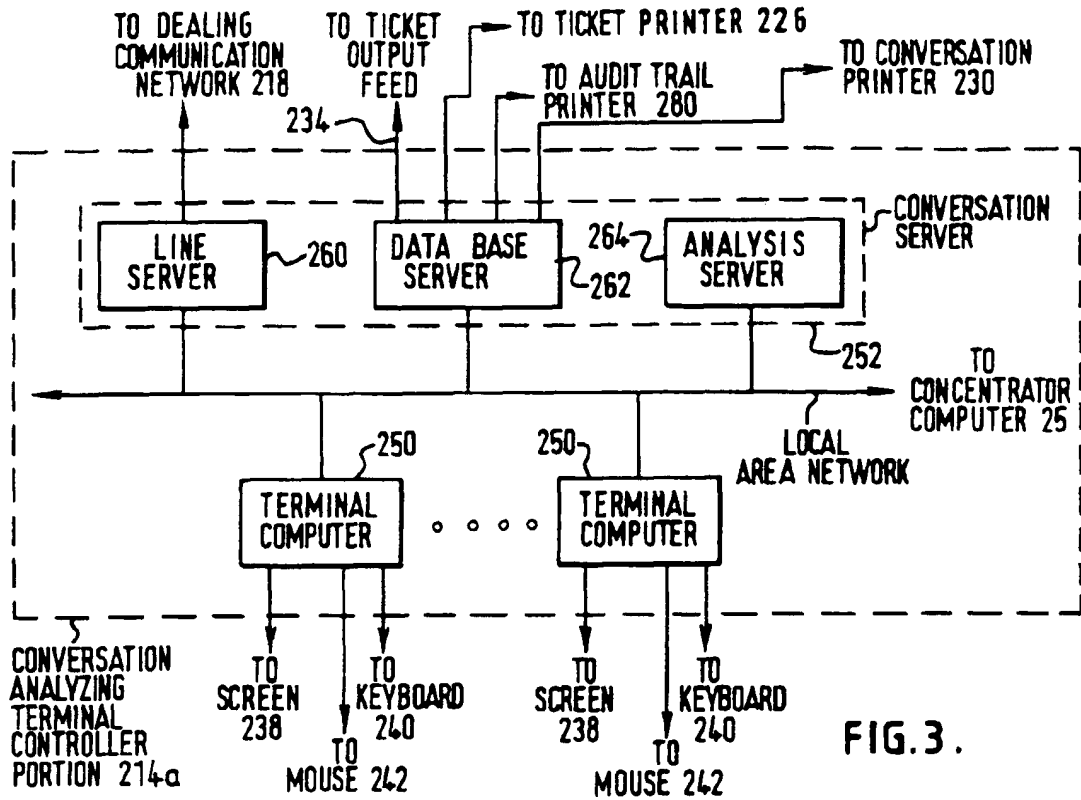 TO DEALING
COMMUNICATION
NETWORK 218
TO TICKET
OUTPUT
FEED
TO TICKET PRINTER 226
TO AUDIT TRAIL
PRINTER 280
TO CONVERSATION
PRINTER 230
234
CONVERSATION
SERVER
LINE
SERVER
260
DATA BASE
SERVER
262
264
ANALYSIS
SERVER
252
TO
CONCENTRATOR
COMPUTER 25
LOCAL
AREA NETWORK
250
TERMINAL
COMPUTER
250
TERMINAL
COMPUTER
CONVERSATION
ANALYZING
TERMINAL
CONTROLLER
PORTION 214a
TO
SCREEN
238
TO
MOUSE 242
TO
KEYBOARD
240
TO
SCREEN
238
TO
MOUSE 242
TO
KEYBOARD
240
FIG.3.